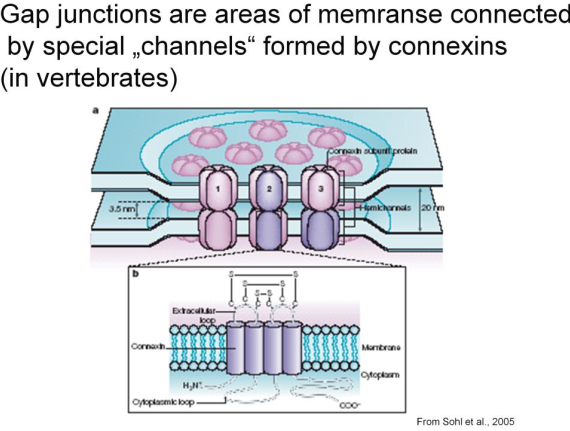 Gap junctions are areas of memranse connected
by special „channels“ formed by connexins
(in vertebrates)
a
Connexin subunit protein
1 2 3
3.5 nm
Hemichannels
20 nm
b
S S
S S
S–S
C C C C C C
Extracellular
loop
Connexin
Membrane
Cytoplasm
H₃N⁺
Cytoplasmic loop
COO⁻
From Sohl et al., 2005